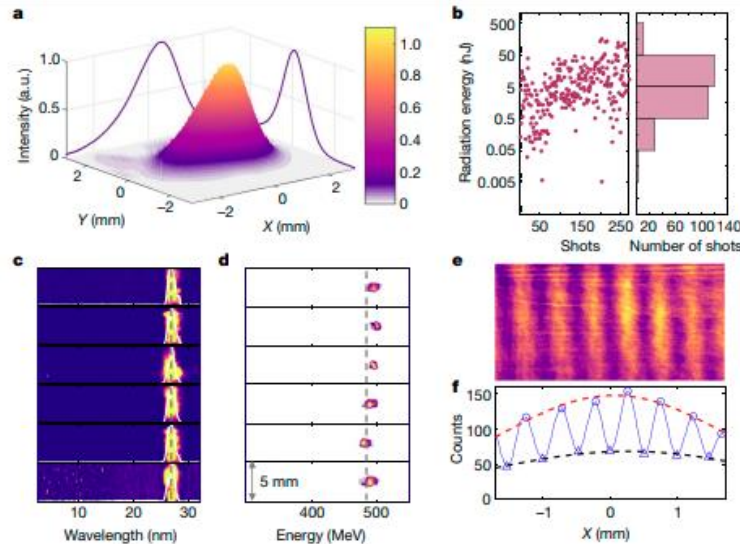 a
Intensity (a.u.)
1.0
0.5
0
2
0
−2
Y (mm)
−2
0
2
X (mm)
1.0
0.8
0.6
0.4
0.2
0
b
Radiation energy (nJ)
500
50
5
0.5
0.05
0.005
50
150
250
Shots
20
80
140
Number of shots
c
10
20
30
Wavelength (nm)
d
5 mm
400
500
Energy (MeV)
e
f
Counts
150
100
50
0
−1
0
1
X (mm)